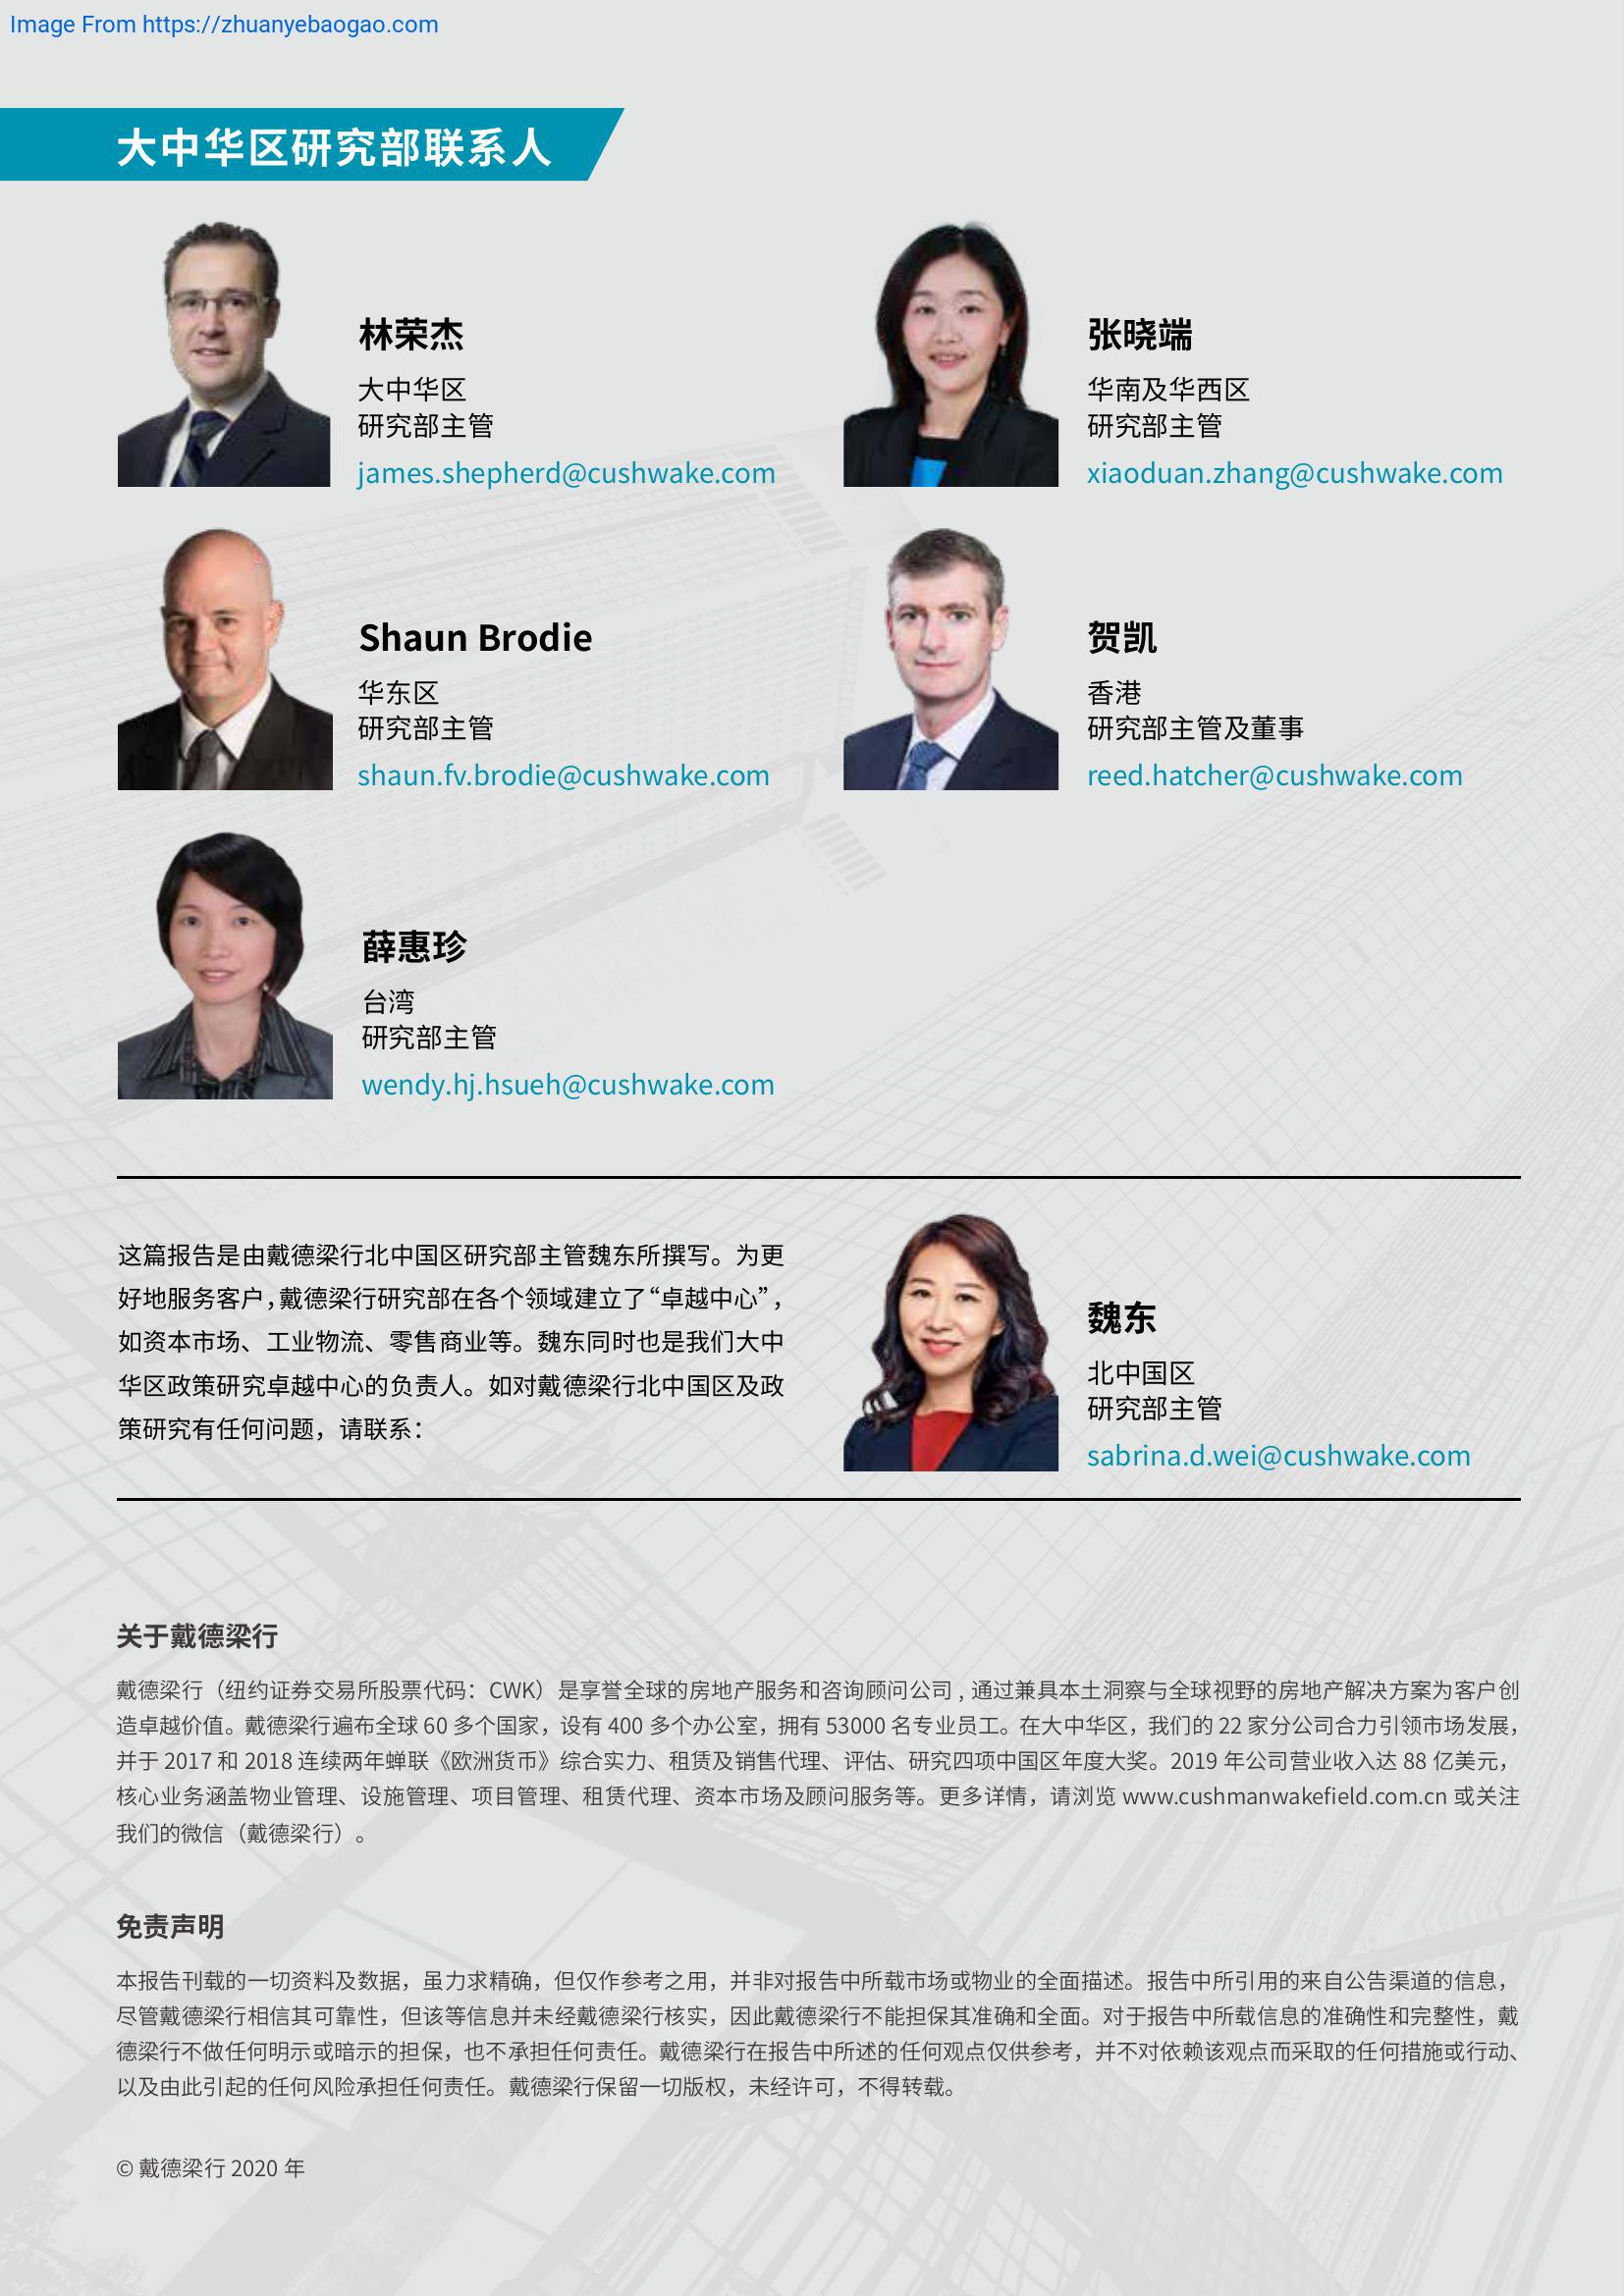 Image From https://zhuanyebaogao.com
大中华区研究部联系人
林荣杰
大中华区
研究部主管
james.shepherd@cushwake.com
张晓端
华南及华西区
研究部主管
xiaoduan.zhang@cushwake.com
Shaun Brodie
华东区
研究部主管
shaun.fv.brodie@cushwake.com
贺凯
香港
研究部主管及董事
reed.hatcher@cushwake.com
薛惠珍
台湾
研究部主管
wendy.hj.hsueh@cushwake.com
这篇报告是由戴德梁行北中国区研究部主管魏东所撰写。为更
好地服务客户，戴德梁行研究部在各个领域建立了“卓越中心”，
如资本市场、工业物流、零售商业等。魏东同时也是我们大中
华区政策研究卓越中心的负责人。如对戴德梁行北中国区及政
策研究有任何问题，请联系：
魏东
北中国区
研究部主管
sabrina.d.wei@cushwake.com
关于戴德梁行
戴德梁行（纽约证券交易所股票代码：CWK）是享誉全球的房地产服务和咨询顾问公司 , 通过兼具本土洞察与全球视野的房地产解决方案为客户创
造卓越价值。戴德梁行遍布全球 60 多个国家，设有 400 多个办公室，拥有 53000 名专业员工。在大中华区，我们的 22 家分公司合力引领市场发展，
并于 2017 和 2018 连续两年蝉联《欧洲货币》综合实力、租赁及销售代理、评估、研究四项中国区年度大奖。2019 年公司营业收入达 88 亿美元，
核心业务涵盖物业管理、设施管理、项目管理、租赁代理、资本市场及顾问服务等。更多详情，请浏览 www.cushmanwakefield.com.cn 或关注
我们的微信（戴德梁行）。
免责声明
本报告刊载的一切资料及数据，虽力求精确，但仅作参考之用，并非对报告中所载市场或物业的全面描述。报告中所引用的来自公告渠道的信息，
尽管戴德梁行相信其可靠性，但该等信息并未经戴德梁行核实，因此戴德梁行不能担保其准确和全面。对于报告中所载信息的准确性和完整性，戴
德梁行不做任何明示或暗示的担保，也不承担任何责任。戴德梁行在报告中所述的任何观点仅供参考，并不对依赖该观点而采取的任何措施或行动、
以及由此引起的任何风险承担任何责任。戴德梁行保留一切版权，未经许可，不得转载。
© 戴德梁行 2020 年